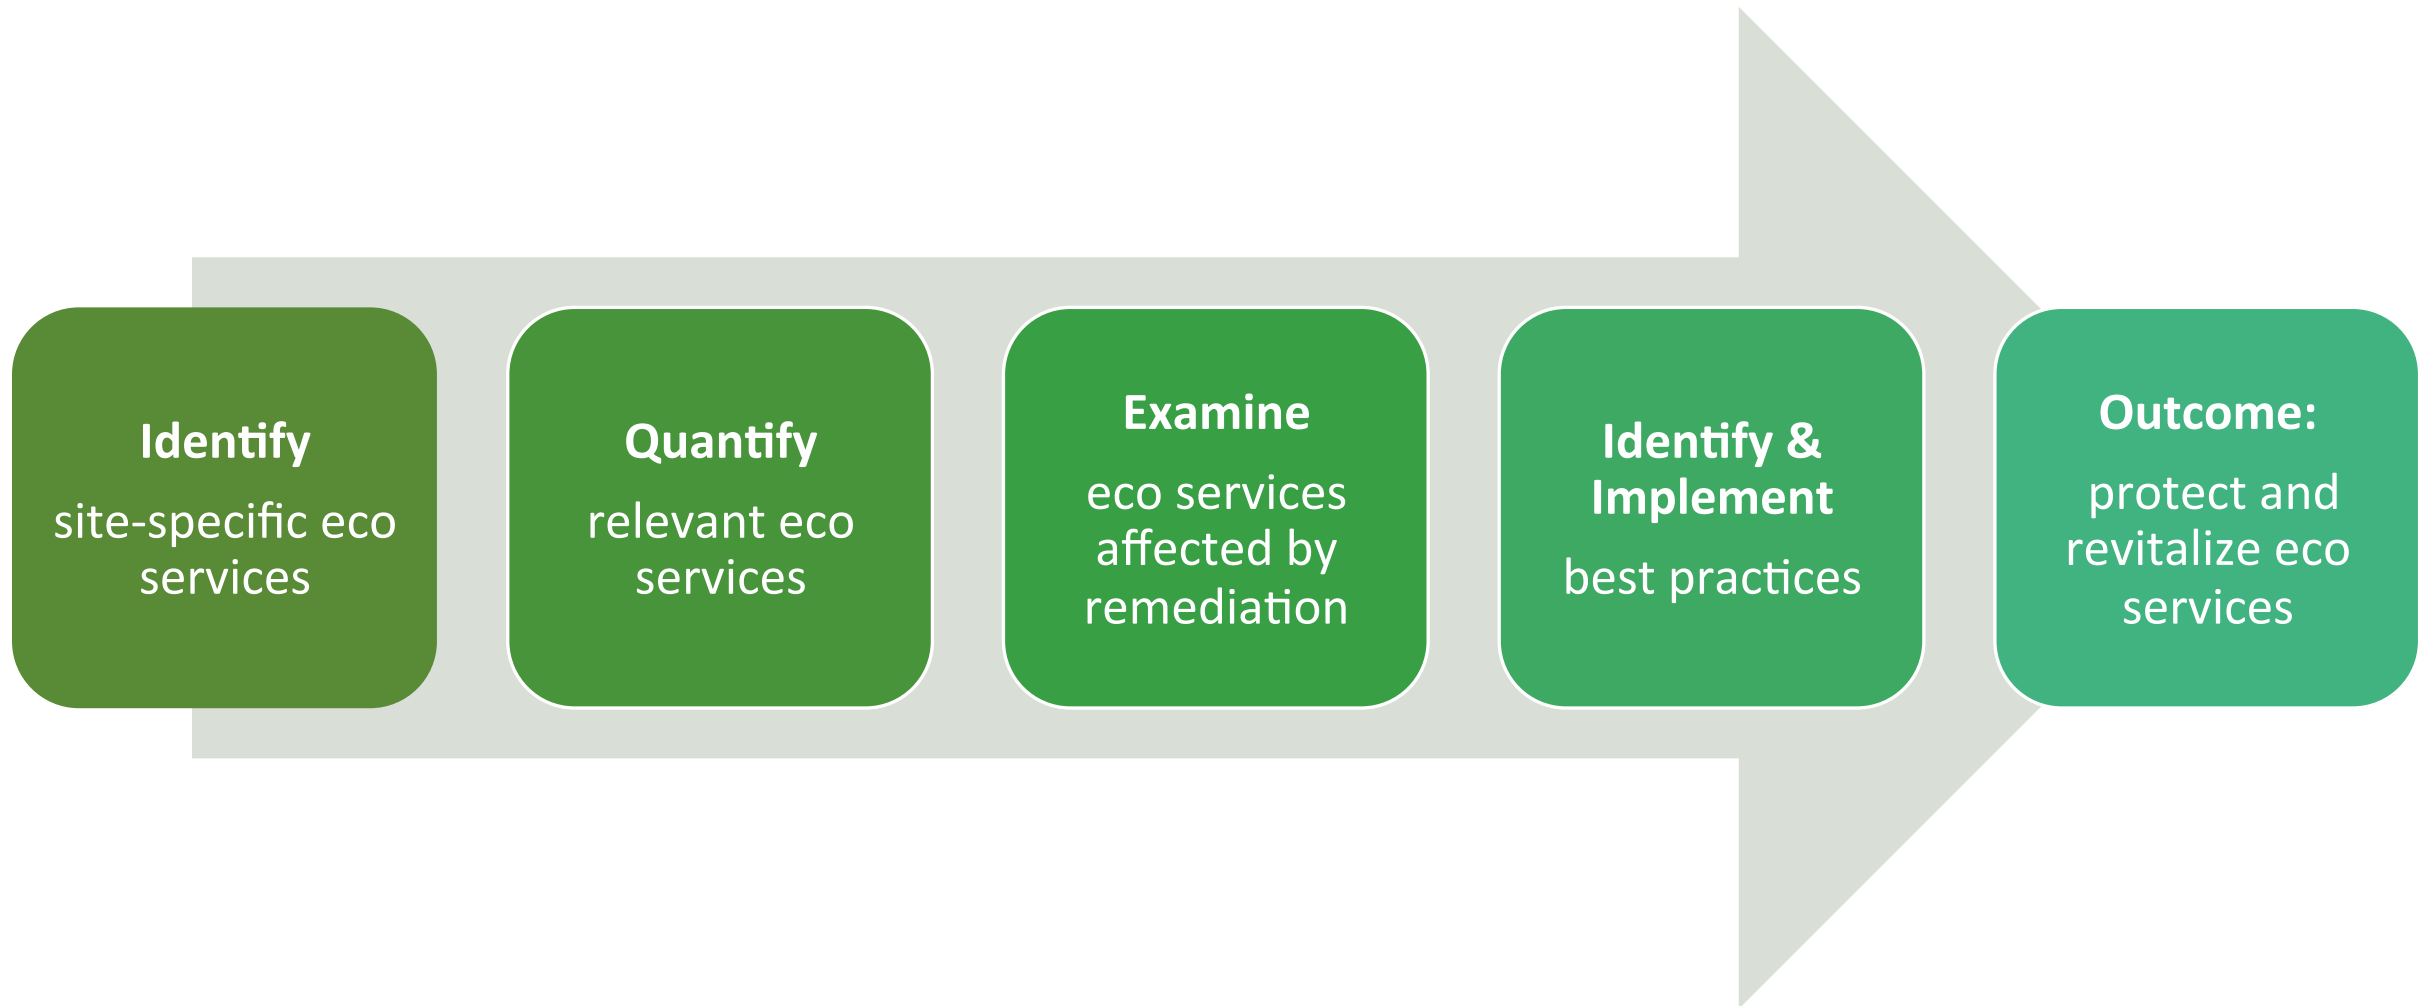 Identify
site-specific eco
services
Quantify
relevant eco
services
Examine
eco services
affected by
remediation
Identify &
Implement
best practices
Outcome:
protect and
revitalize eco
services